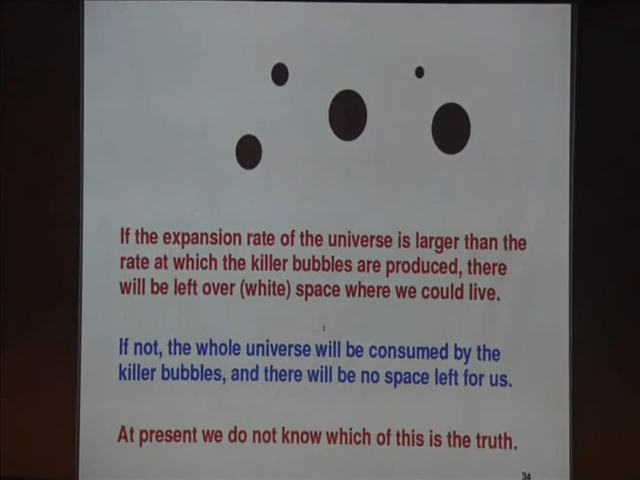 If the expansion rate of the universe is larger than the
rate at which the killer bubbles are produced, there
will be left over (white) space where we could live.
If not, the whole universe will be consumed by the
killer bubbles, and there will be no space left for us.
At present we do not know which of this is the truth.
34